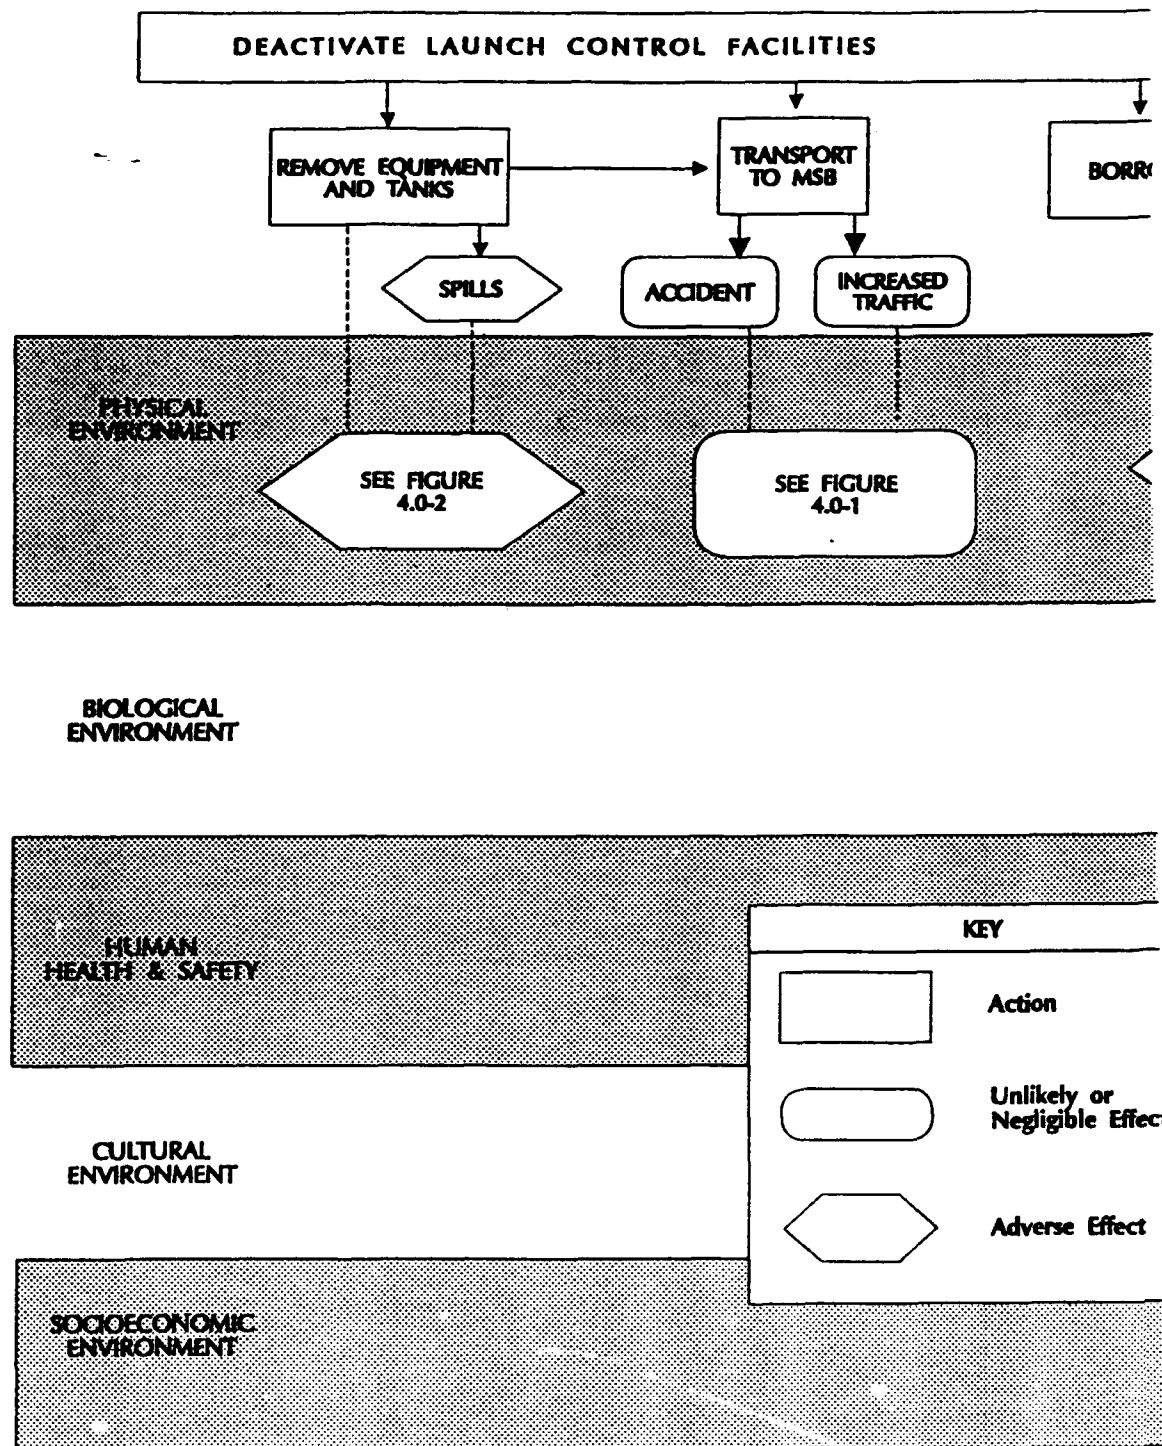 DEACTIVATE LAUNCH CONTROL FACILITIES
REMOVE EQUIPMENT
AND TANKS
TRANSPORT
TO MSB
SPILLS
ACCIDENT
INCREASED
TRAFFIC
PHYSICAL
ENVIRONMENT
SEE FIGURE
4.0-2
SEE FIGURE
4.0-1
BIOLOGICAL
ENVIRONMENT
HUMAN
HEALTH & SAFETY
KEY
Action
Unlikely or
Negligible Effect
Adverse Effect
CULTURAL
ENVIRONMENT
SOCIOECONOMIC
ENVIRONMENT